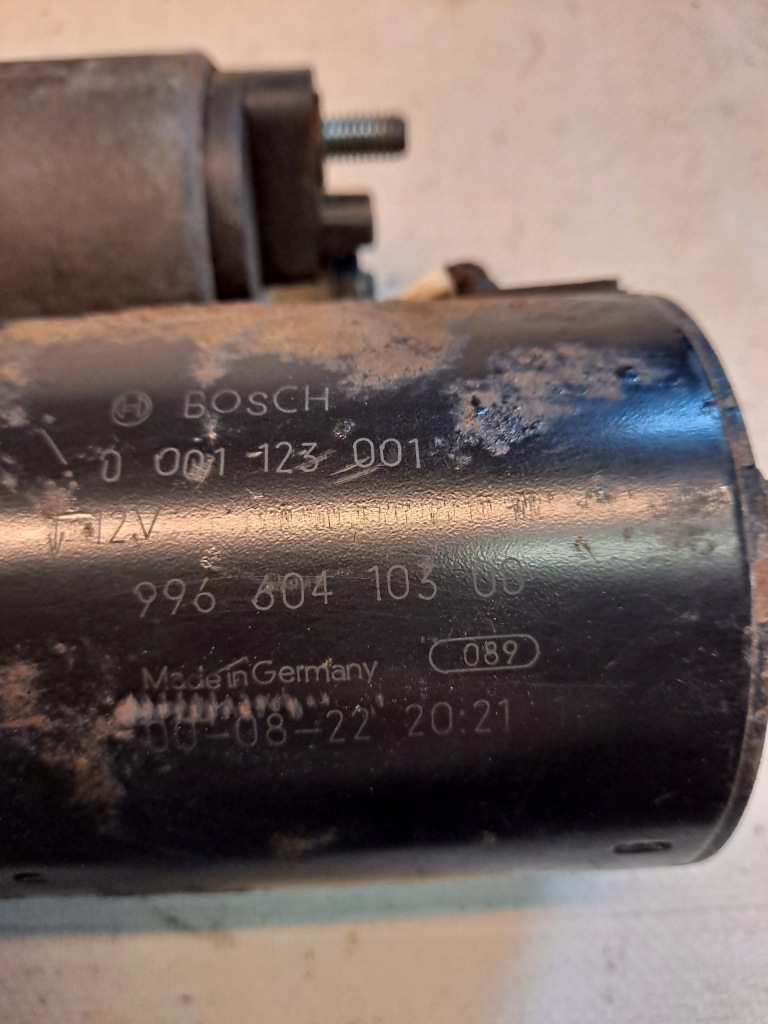 BOSCH
0 001 123 001
12V
996 604 103 00
Made in Germany 089
00-08-22 20:21